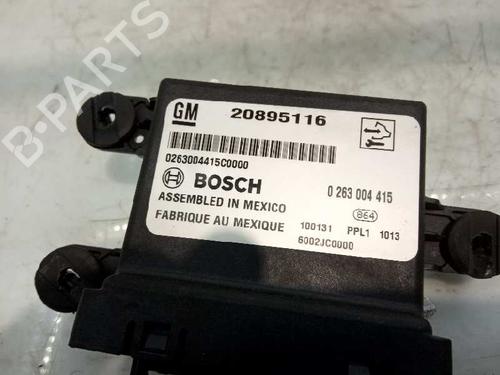 GM 20895116
0263004415C0000
BOSCH 0 263 004 415
ASSEMBLED IN MEXICO 864
FABRIQUE AU MEXIQUE 100131 PPL1 1013
6002JC0000
B-PARTS